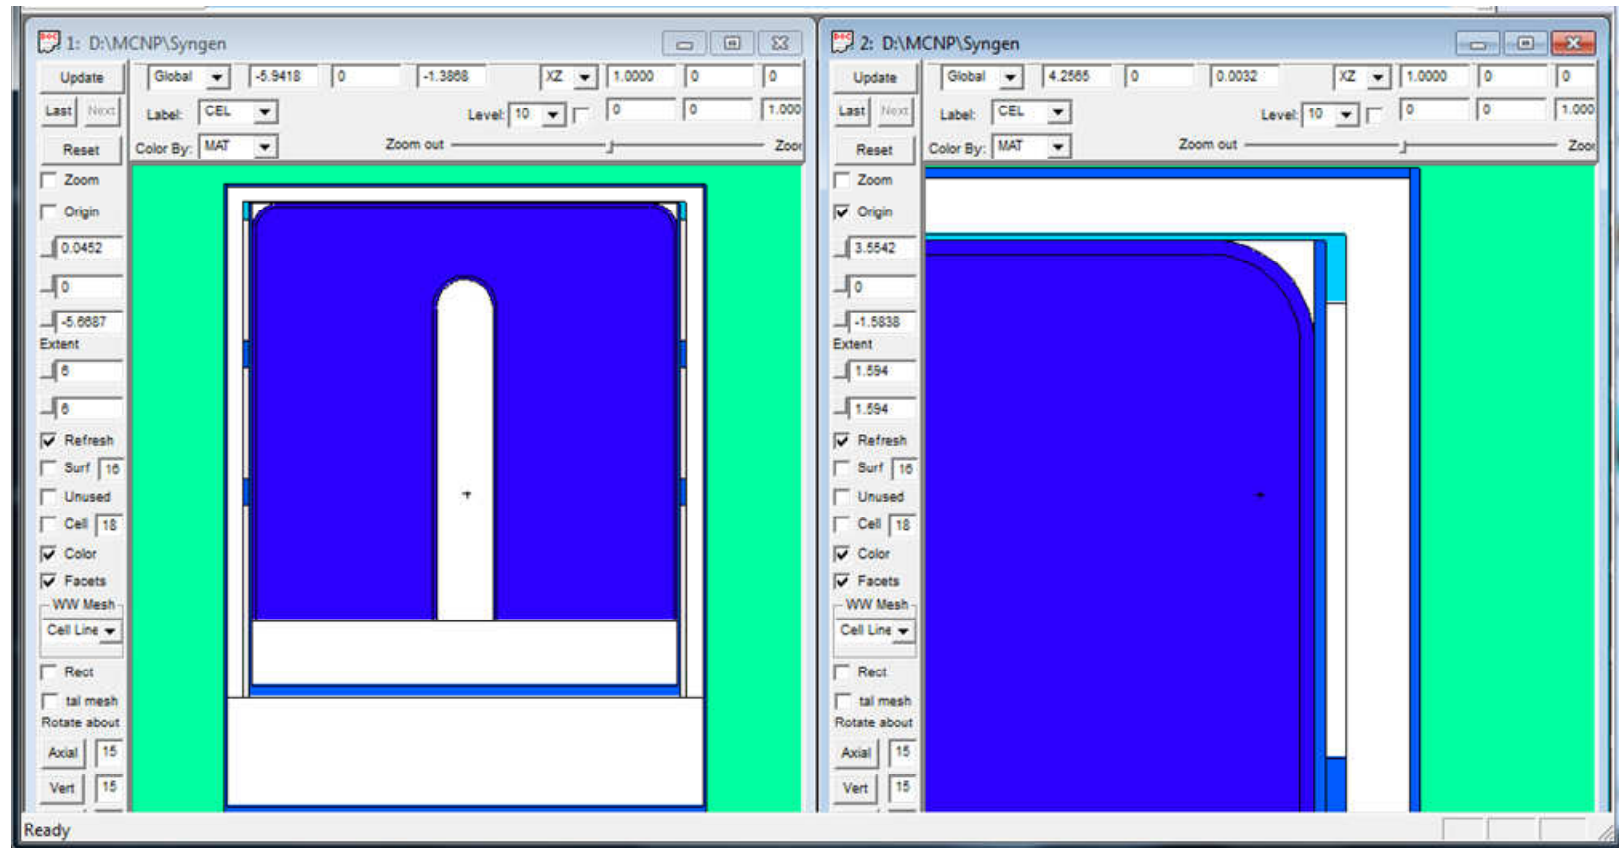 1: D:\MCNP\Syngen
Update Global -5.9418 0 -1.3868 XZ 1.0000 0 0
Last Next Label: CEL Level: 10 0 0 1.000
Reset Color By: MAT Zoom out Zoo
Zoom
Origin
0.0452
0
-5.6687
Extent
6
6
Refresh
Surf 16
Unused
Cell 18
Color
Facets
WW Mesh
Cell Line
Rect
tal mesh
Rotate about
Axial 15
Vert 15
2: D:\MCNP\Syngen
Update Global 4.2565 0 0.0032 XZ 1.0000 0 0
Last Next Label: CEL Level: 10 0 0 1.000
Reset Color By: MAT Zoom out Zoo
Zoom
Origin
3.5542
0
-1.5838
Extent
1.594
1.594
Refresh
Surf 16
Unused
Cell 18
Color
Facets
WW Mesh
Cell Line
Rect
tal mesh
Rotate about
Axial 15
Vert 15
Ready